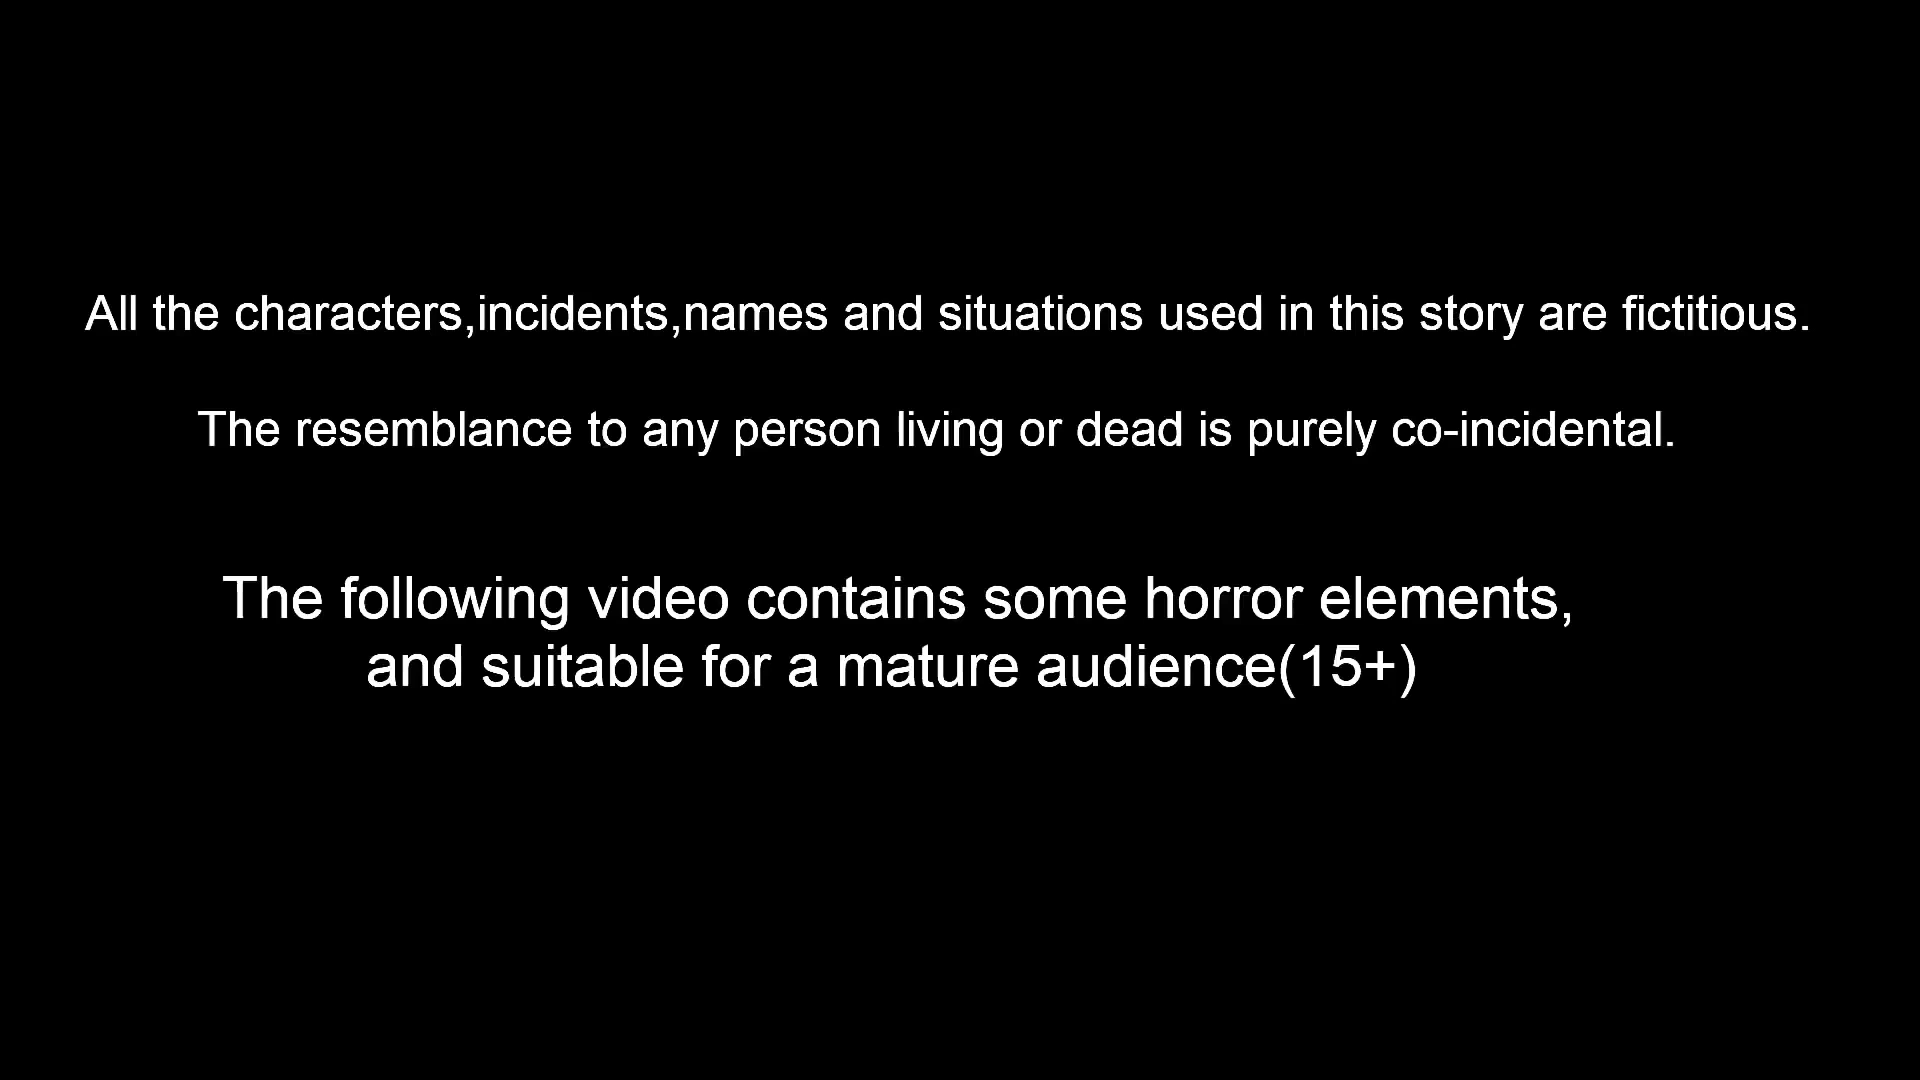 All the characters,incidents,names and situations used in this story are fictitious.
The resemblance to any person living or dead is purely co-incidental.
The following video contains some horror elements,
and suitable for a mature audience(15+)